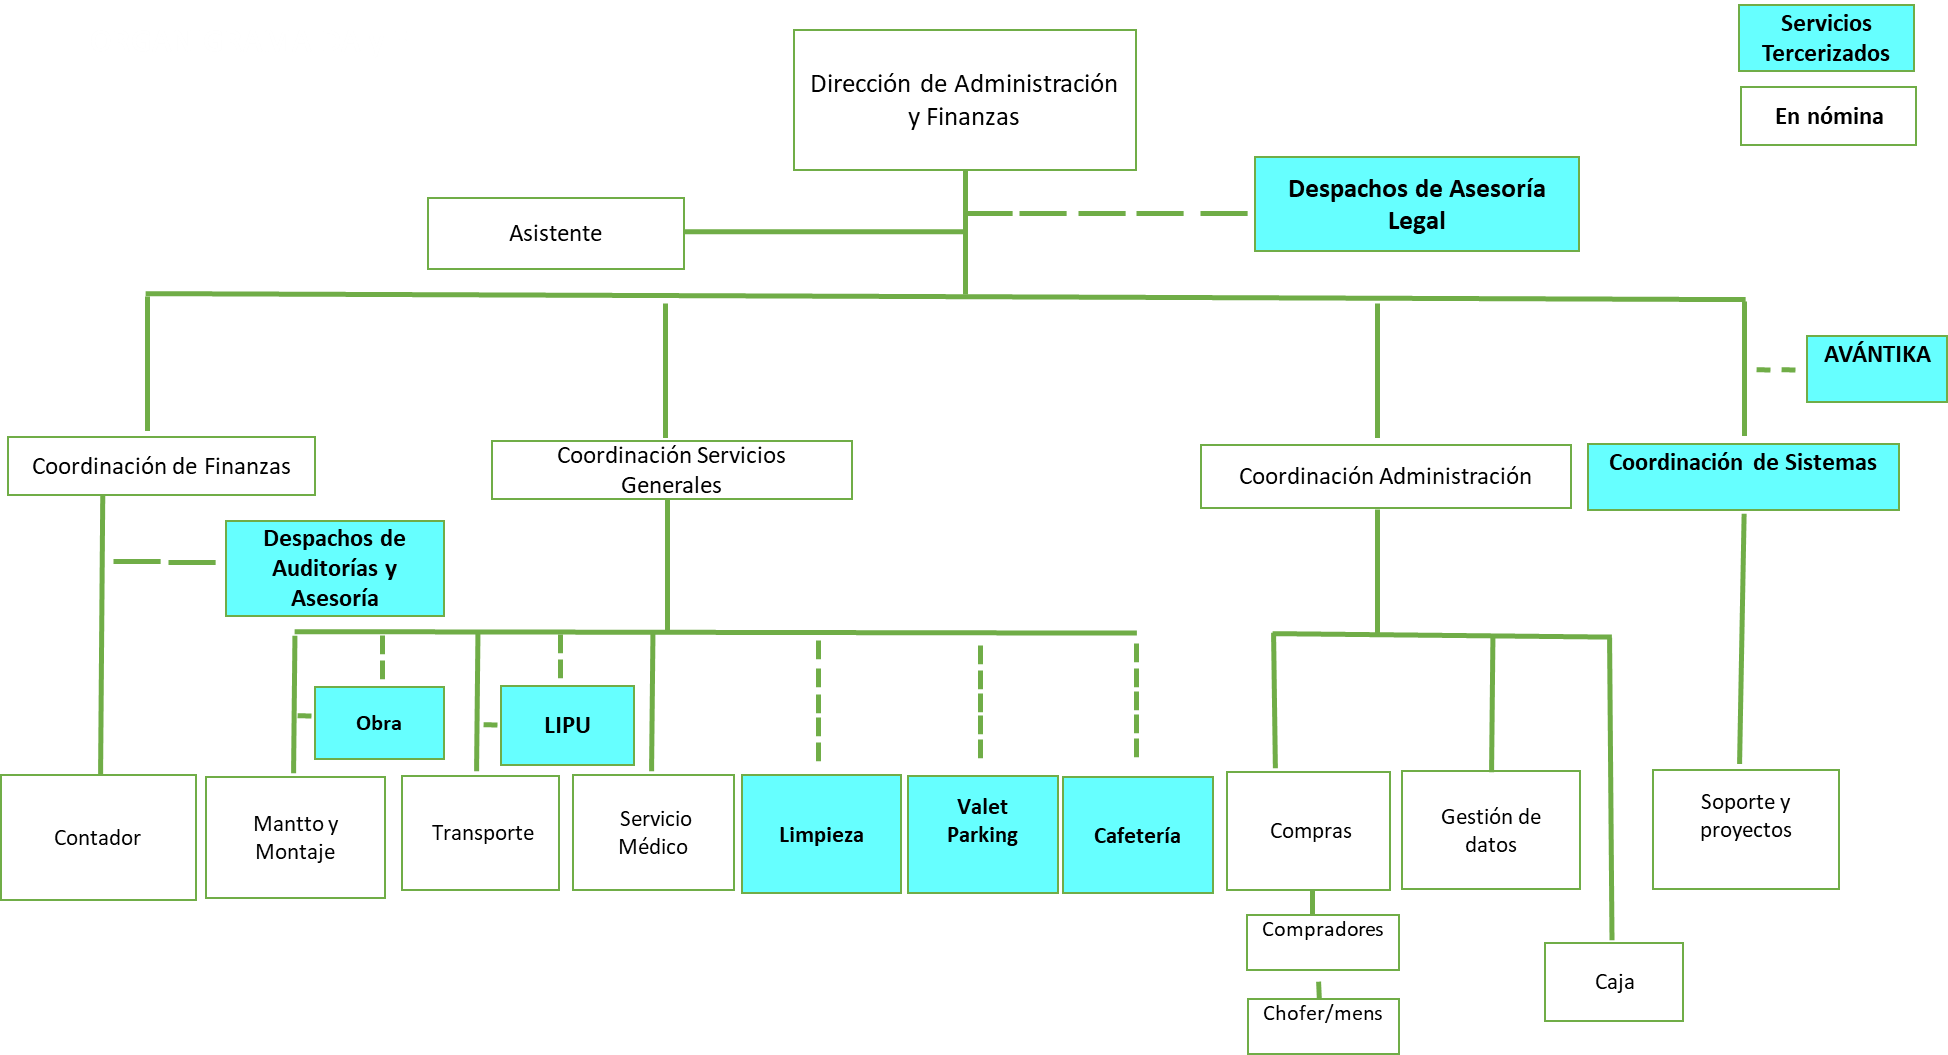 Servicios
Tercerizados
En nómina
Dirección de Administración
y Finanzas
Despachos de Asesoría
Legal
Asistente
AVÁNTIKA
Coordinación de Finanzas
Coordinación Servicios
Generales
Coordinación Administración
Coordinación de Sistemas
Despachos de
Auditorías y
Asesoría
Obra
LIPU
Contador
Mantto y
Montaje
Transporte
Servicio
Médico
Limpieza
Valet
Parking
Cafetería
Compras
Gestión de
datos
Soporte y
proyectos
Compradores
Caja
Chofer/mens